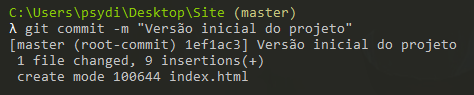 C:\Users\psydi\Desktop\Site (master)
λ git commit -m "Versão inicial do projeto"
[master (root-commit) 1ef1ac3] Versão inicial do projeto
1 file changed, 9 insertions(+)
create mode 100644 index.html